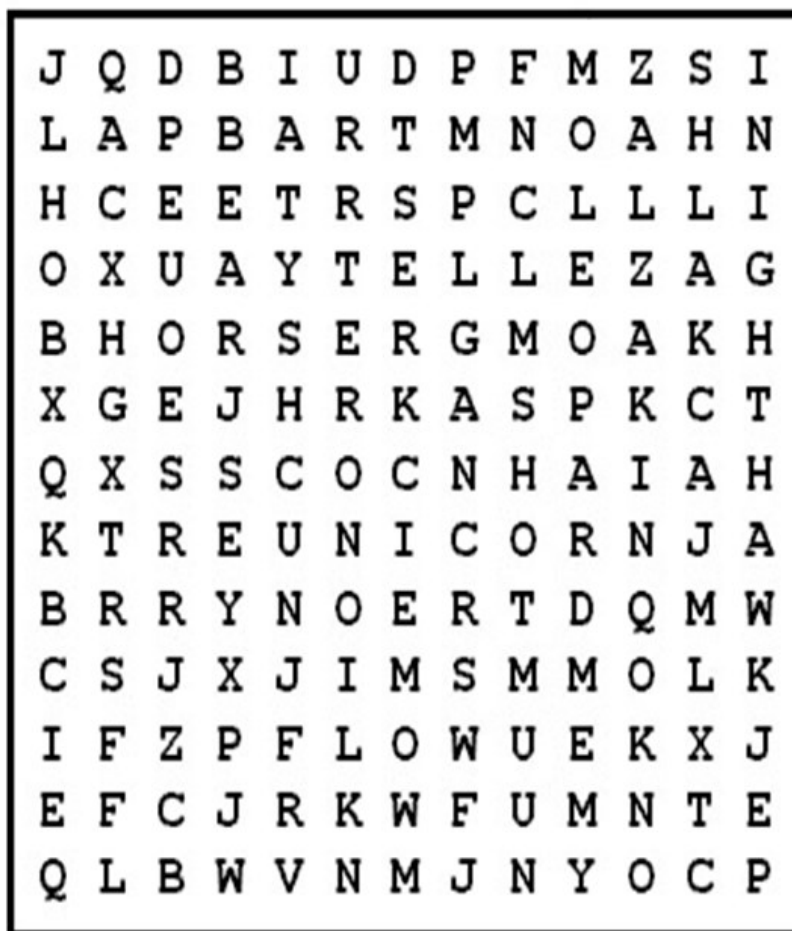 J Q D B I U D P F M Z S I
L A P B A R T M N O A H N
H C E E T R S P C L L L I
O X U A Y T E L L E Z A G
B H O R S E R G M O A K H
X G E J H R K A S P K C T
Q X S S C O C N H A I A H
K T R E U N I C O R N J A
B R R Y N O E R T D Q M W
C S J X J I M S M M O L K
I F Z P F L O W U E K X J
E F C J R K W F U M N T E
Q L B W V N M J N Y O C P